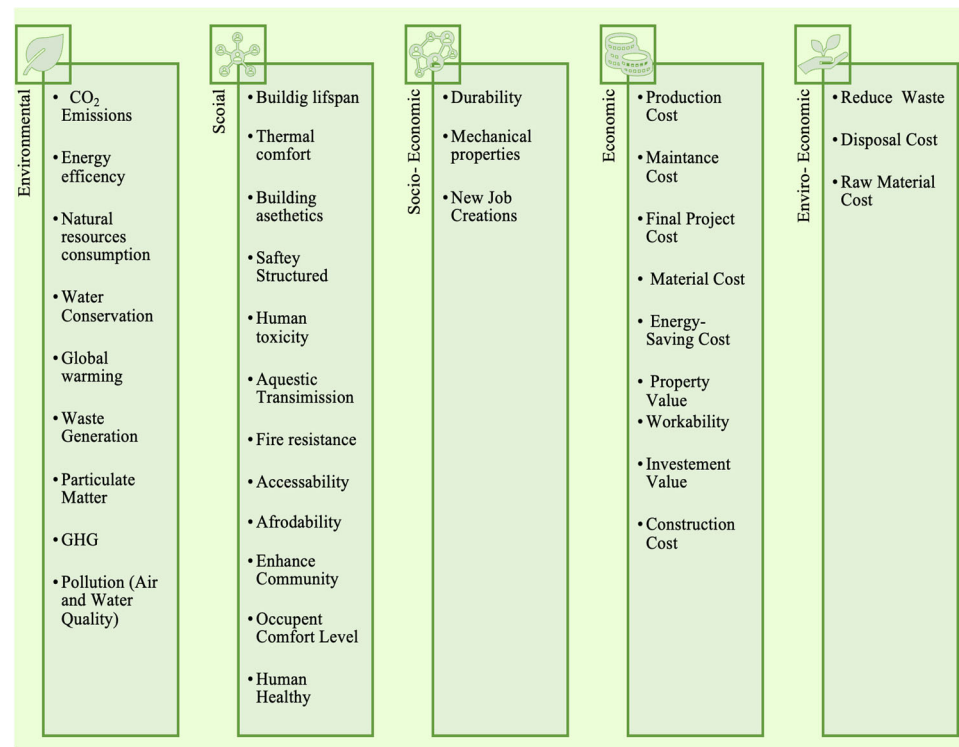 Environmental
• CO₂
Emissions
• Energy
efficency
• Natural
resources
consumption
• Water
Conservation
• Global
warming
• Waste
Generation
• Particulate
Matter
• GHG
• Pollution (Air
and Water
Quality)
Scoial
• Buildig lifspan
• Thermal
comfort
• Building
asethetics
• Saftey
Structured
• Human
toxicity
• Aquestic
Transimission
• Fire resistance
• Accessability
• Afrodability
• Enhance
Community
• Occupent
Comfort Level
• Human
Healthy
Socio- Economic
• Durability
• Mechanical
properties
• New Job
Creations
Economic
• Production
Cost
• Maintance
Cost
• Final Project
Cost
• Material Cost
• Energy-
Saving Cost
• Property
Value
• Workability
• Investement
Value
• Construction
Cost
Enviro- Economic
• Reduce Waste
• Disposal Cost
• Raw Material
Cost